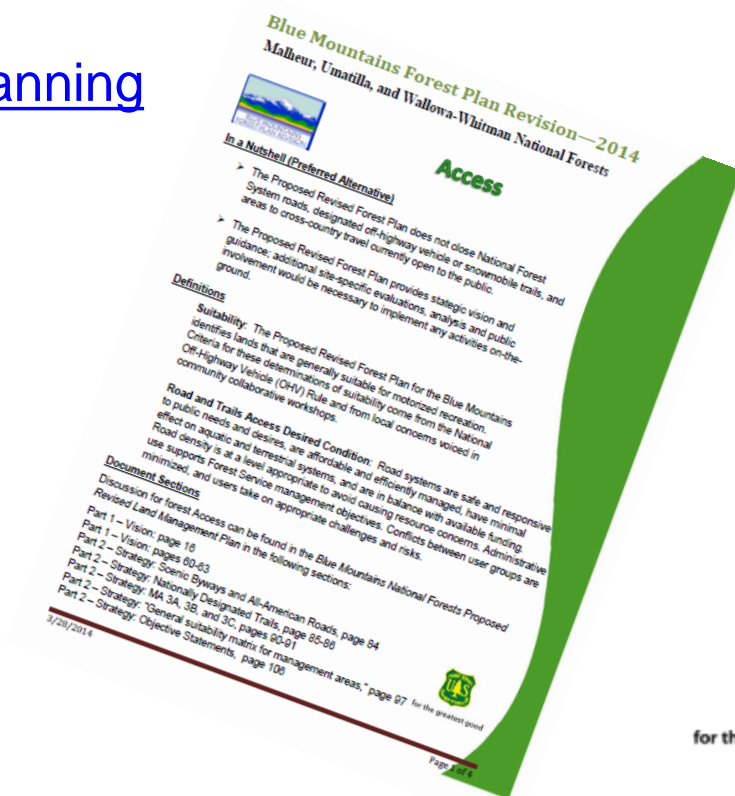 anning
Blue Mountains Forest Plan Revision—2014
Malheur, Umatilla, and Wallowa-Whitman National Forests
BLUE MOUNTAINS
FOREST PLAN REVISION
Access
In a Nutshell (Preferred Alternative)
➢ The Proposed Revised Forest Plan does not close National Forest
System roads, designated off-highway vehicle or snowmobile trails, and
areas to cross-country travel currently open to the public.
➢ The Proposed Revised Forest Plan provides stategic vision and
guidance; additional site-specific evaluations, analysis and public
involvement would be necessary to implement any activities on-the-
ground.
Definitions
Suitability: The Proposed Revised Forest Plan for the Blue Mountains
identifies lands that are generally suitable for motorized recreation.
Criteria for these determinations of suitability come from the National
Off-Highway Vehicle (OHV) Rule and from local concerns voiced in
community collaborative workshops.
Road and Trails Access Desired Condition: Road systems are safe and responsive
to public needs and desires, are affordable and efficiently managed, have minimal
effect on aquatic and terrestrial systems, and are in balance with available funding.
Road density is at a level appropriate to avoid causing resource concerns. Administrative
use supports Forest Service management objectives. Conflicts between user groups are
minimized, and users take on appropriate challenges and risks.
Document Sections
Discussion for forest Access can be found in the Blue Mountains National Forests Proposed
Revised Land Management Plan in the following sections:
Part 1 – Vision: page 16
Part 1 – Vision: pages 60-63
Part 2 – Strategy: Scenic Byways and All-American Roads, page 84
Part 2 – Strategy: Nationally Designated Trails, page 85-86
Part 2 – Strategy: MA 3A, 3B, and 3C, pages 90-91
Part 2 – Strategy: "General suitability matrix for management areas," page 97
Part 2 – Strategy: Objective Statements, page 106
3/28/2014
US
for the greatest good
Page 1 of 4
for th